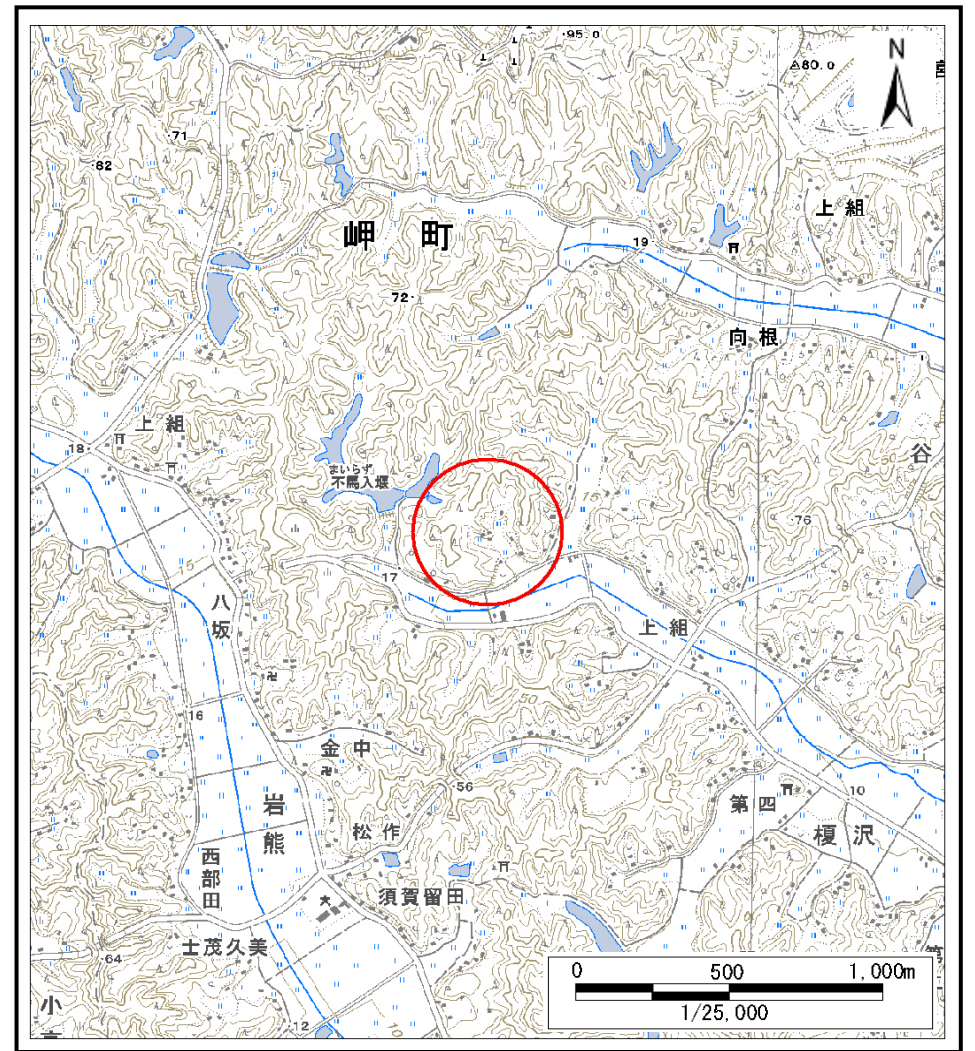 ·95.0
△80.0
N
·71
·82
上組
岬町
19
72·
向根
上組
18
まいらず
不馬入堰
谷
·76
17
八坂
上組
16
金中
·56
第四
10
岩熊
松作
榎沢
西部田
須賀留田
土茂久美
·64
小
12
10
0 500 1,000m
1/25,000